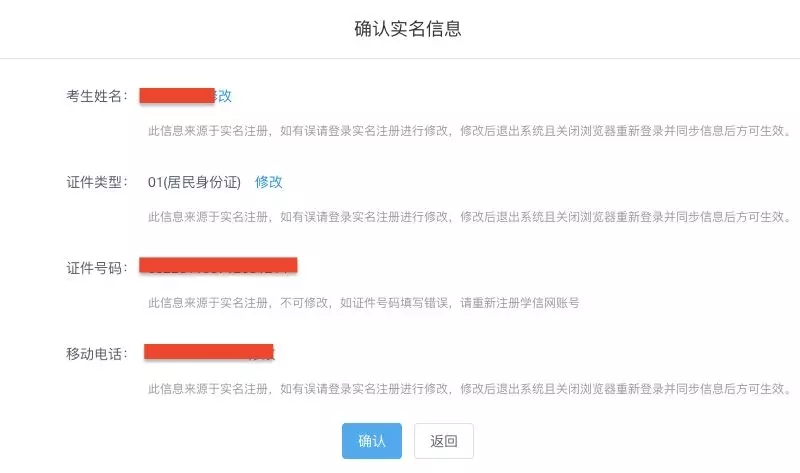 确认实名信息
考生姓名: 修改
此信息来源于实名注册，如有误请登录实名注册进行修改，修改后退出系统且关闭浏览器重新登录并同步信息后方可生效。
证件类型: 01(居民身份证) 修改
此信息来源于实名注册，如有误请登录实名注册进行修改，修改后退出系统且关闭浏览器重新登录并同步信息后方可生效。
证件号码:
此信息来源于实名注册，不可修改，如证件号码填写错误，请重新注册学信网账号
移动电话:
此信息来源于实名注册，如有误请登录实名注册进行修改，修改后退出系统且关闭浏览器重新登录并同步信息后方可生效。
确认 返回